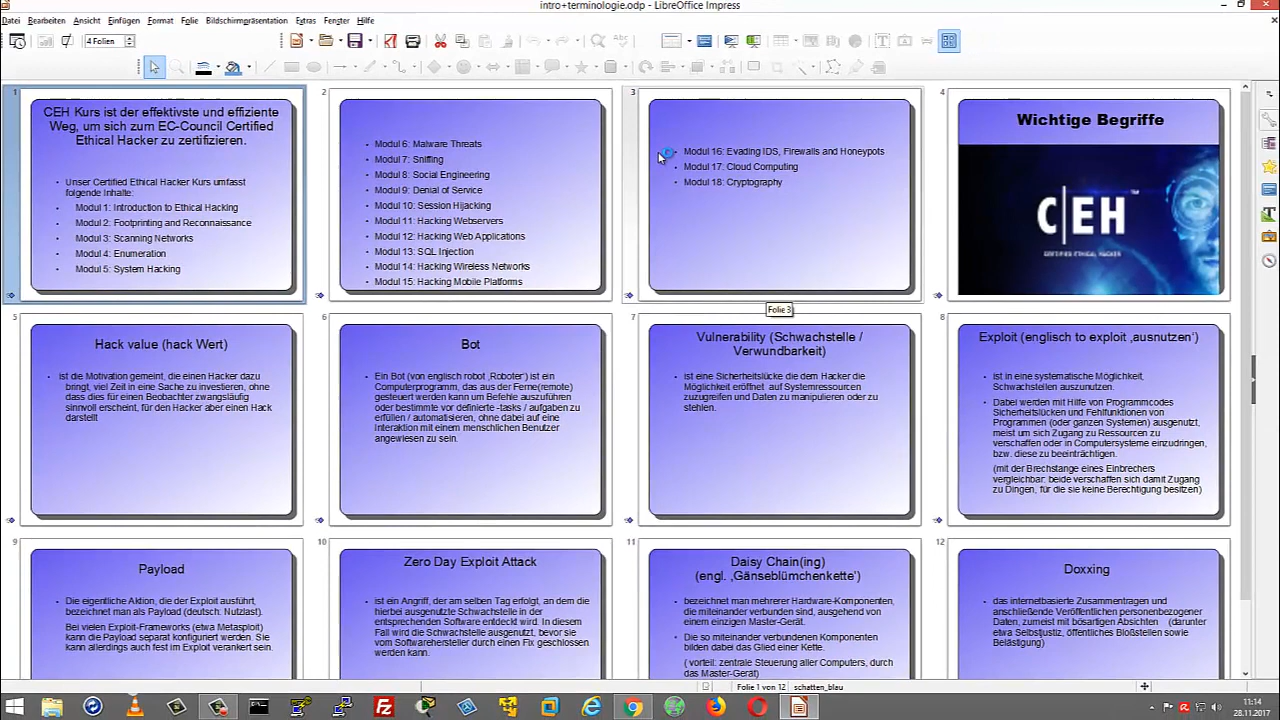 intro+terminologie.odp - LibreOffice Impress
Datei Bearbeiten Ansicht Einfügen Format Folie Bildschirmpräsentation Extras Fenster Hilfe
4 Folien
1
CEH Kurs ist der effektivste und effiziente
Weg, um sich zum EC-Council Certified
Ethical Hacker zu zertifizieren.
Unser Certified Ethical Hacker Kurs umfasst
folgende Inhalte:
Modul 1: Introduction to Ethical Hacking
Modul 2: Footprinting and Reconnaissance
Modul 3: Scanning Networks
Modul 4: Enumeration
Modul 5: System Hacking
2
Modul 6: Malware Threats
Modul 7: Sniffing
Modul 8: Social Engineering
Modul 9: Denial of Service
Modul 10: Session Hijacking
Modul 11: Hacking Webservers
Modul 12: Hacking Web Applications
Modul 13: SQL Injection
Modul 14: Hacking Wireless Networks
Modul 15: Hacking Mobile Platforms
3
Modul 16: Evading IDS, Firewalls and Honeypots
Modul 17: Cloud Computing
Modul 18: Cryptography
Folie 3
4
Wichtige Begriffe
C|EH™
CERTIFIED ETHICAL HACKER
5
Hack value (hack Wert)
ist die Motivation gemeint, die einen Hacker dazu
bringt, viel Zeit in eine Sache zu investieren, ohne
dass dies für einen Beobachter zwangsläufig
sinnvoll erscheint, für den Hacker aber einen Hack
darstellt
6
Bot
Ein Bot (von englisch robot ‚Roboter‘) ist ein
Computerprogramm, das aus der Ferne(remote)
gesteuert werden kann um Befehle auszuführen
oder bestimmte vor definierte -tasks / aufgaben zu
erfüllen / automatisieren, ohne dabei auf eine
Interaktion mit einem menschlichen Benutzer
angewiesen zu sein.
7
Vulnerability (Schwachstelle /
Verwundbarkeit)
ist eine Sicherheitslücke die dem Hacker die
Möglichkeit eröffnet auf Systemressourcen
zuzugreifen und Daten zu manipulieren oder zu
stehlen.
8
Exploit (englisch to exploit ‚ausnutzen‘)
ist in eine systematische Möglichkeit,
Schwachstellen auszunutzen.
Dabei werden mit Hilfe von Programmcodes
Sicherheitslücken und Fehlfunktionen von
Programmen (oder ganzen Systemen) ausgenutzt,
meist um sich Zugang zu Ressourcen zu
verschaffen oder in Computersysteme einzudringen,
bzw. diese zu beeinträchtigen.
(mit der Brechstange eines Einbrechers
vergleichbar: beide verschaffen sich damit Zugang
zu Dingen, für die sie keine Berechtigung besitzen)
9
Payload
Die eigentliche Aktion, die der Exploit ausführt,
bezeichnet man als Payload (deutsch: Nutzlast).
Bei vielen Exploit-Frameworks (etwa Metasploit)
kann die Payload separat konfiguriert werden. Sie
kann allerdings auch fest im Exploit verankert sein.
10
Zero Day Exploit Attack
ist ein Angriff, der am selben Tag erfolgt, an dem die
hierbei ausgenutzte Schwachstelle in der
entsprechenden Software entdeckt wird. In diesem
Fall wird die Schwachstelle ausgenutzt, bevor sie
vom Softwarehersteller durch einen Fix geschlossen
werden kann.
11
Daisy Chain(ing)
(engl. ‚Gänseblümchenkette‘)
bezeichnet man mehrerer Hardware-Komponenten,
die miteinander verbunden sind, ausgehend von
einem einzigen Master-Gerät.
Die so miteinander verbundenen Komponenten
bilden dabei das Glied einer Kette.
( vorteil: zentrale Steuerung aller Computers, durch
das Master-Gerät)
12
Doxxing
das internetbasierte Zusammentragen und
anschließende Veröffentlichen personenbezogener
Daten, zumeist mit bösartigen Absichten (darunter
etwa Selbstjustiz, öffentliches Bloßstellen sowie
Belästigung)
Folie 1 von 12 schatten_blau
11:14
28.11.2017